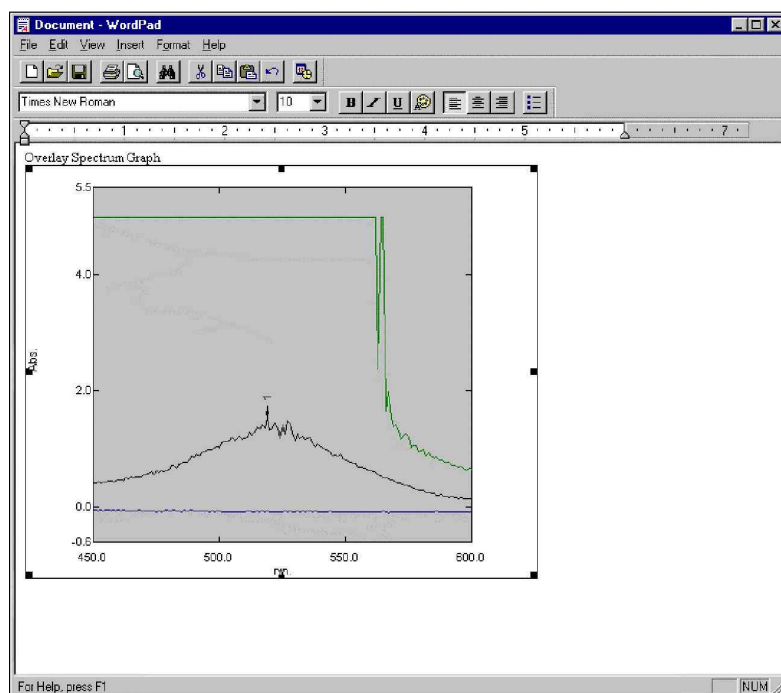 Document - WordPad
File Edit View Insert Format Help
Times New Roman 10 B I U
1 2 3 4 5 7
Overlay Spectrum Graph
5.5
4.0
Abs.
2.0
1
0.0
-0.6
450.0 500.0 550.0 600.0
nm.
For Help, press F1 NUM